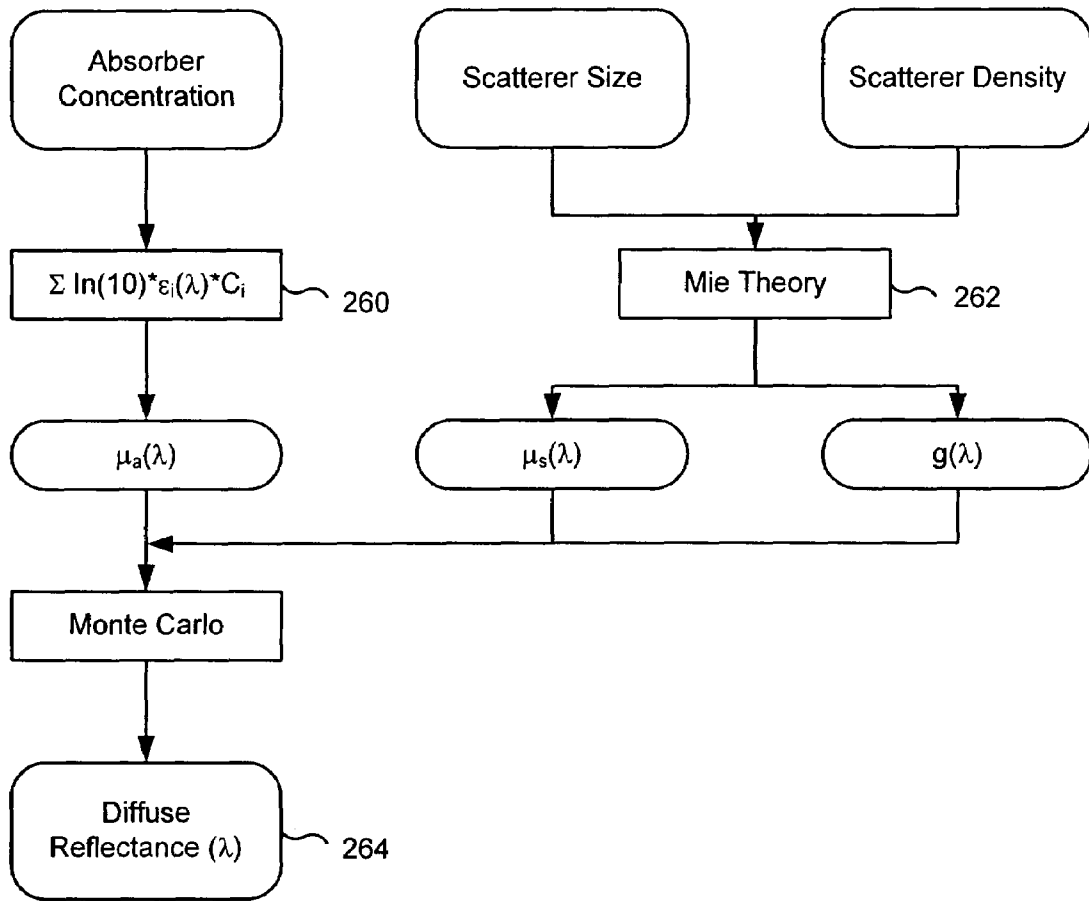 Absorber
Concentration
Scatterer Size
Scatterer Density
Σ ln(10)*εᵢ(λ)*Cᵢ
260
Mie Theory
262
μₐ(λ)
μₛ(λ)
g(λ)
Monte Carlo
Diffuse
Reflectance (λ)
264